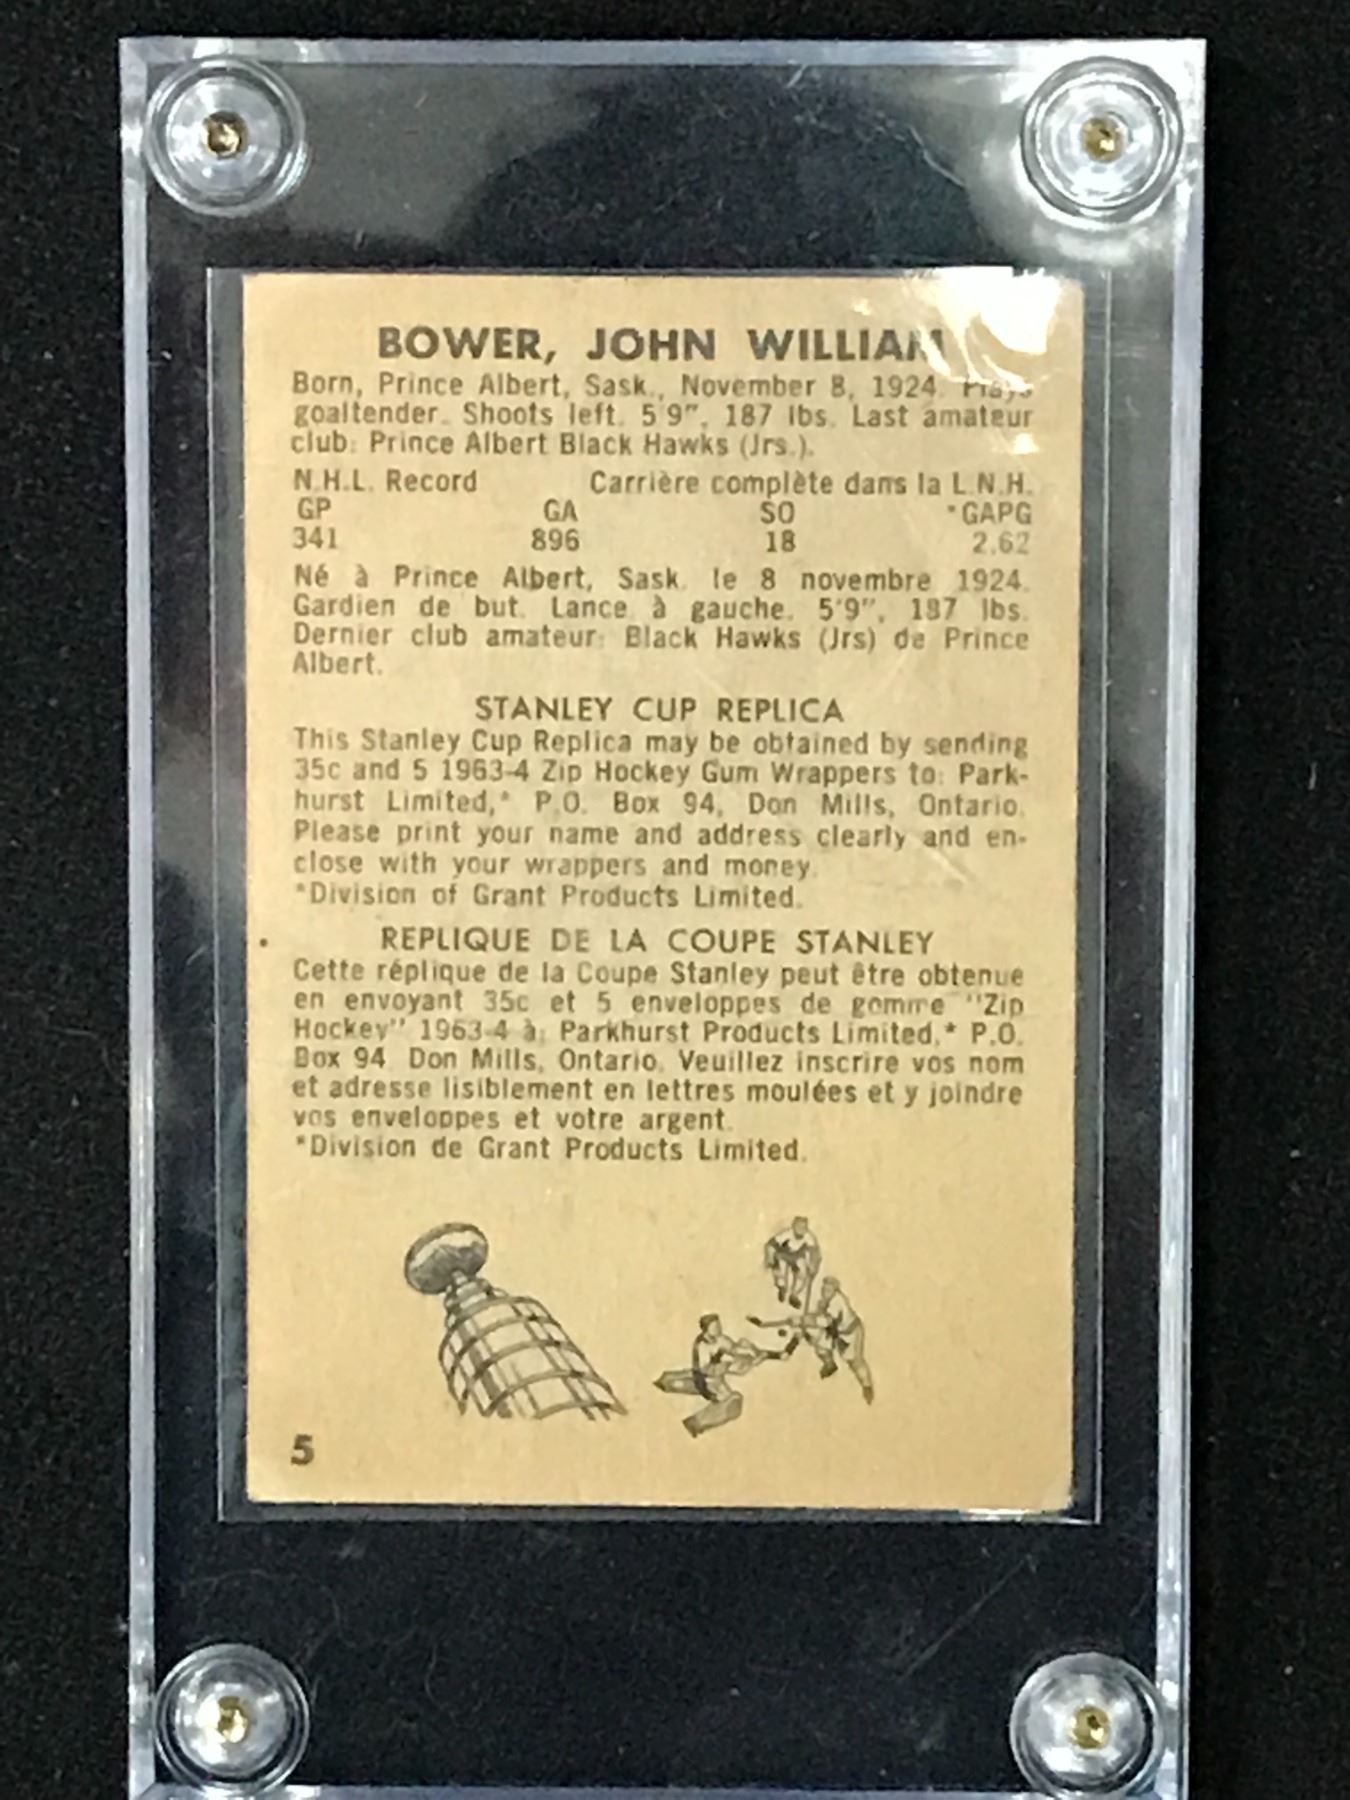 BOWER, JOHN WILLIAM
Born, Prince Albert, Sask., November 8, 1924. Plays
goaltender. Shoots left. 5'9", 187 lbs. Last amateur
club: Prince Albert Black Hawks (Jrs.).
N.H.L. Record Carrière complète dans la L.N.H.
GP GA SO *GAPG
341 896 18 2.62
Né à Prince Albert, Sask. le 8 novembre 1924.
Gardien de but. Lance à gauche. 5'9", 187 lbs.
Dernier club amateur: Black Hawks (Jrs) de Prince
Albert.
STANLEY CUP REPLICA
This Stanley Cup Replica may be obtained by sending
35c and 5 1963-4 Zip Hockey Gum Wrappers to: Park-
hurst Limited,* P.O. Box 94, Don Mills, Ontario.
Please print your name and address clearly and en-
close with your wrappers and money.
*Division of Grant Products Limited.
REPLIQUE DE LA COUPE STANLEY
Cette réplique de la Coupe Stanley peut être obtenue
en envoyant 35c et 5 enveloppes de gomme "Zip
Hockey" 1963-4 à: Parkhurst Products Limited,* P.O.
Box 94 Don Mills, Ontario. Veuillez inscrire vos nom
et adresse lisiblement en lettres moulées et y joindre
vos enveloppes et votre argent.
*Division de Grant Products Limited.
5